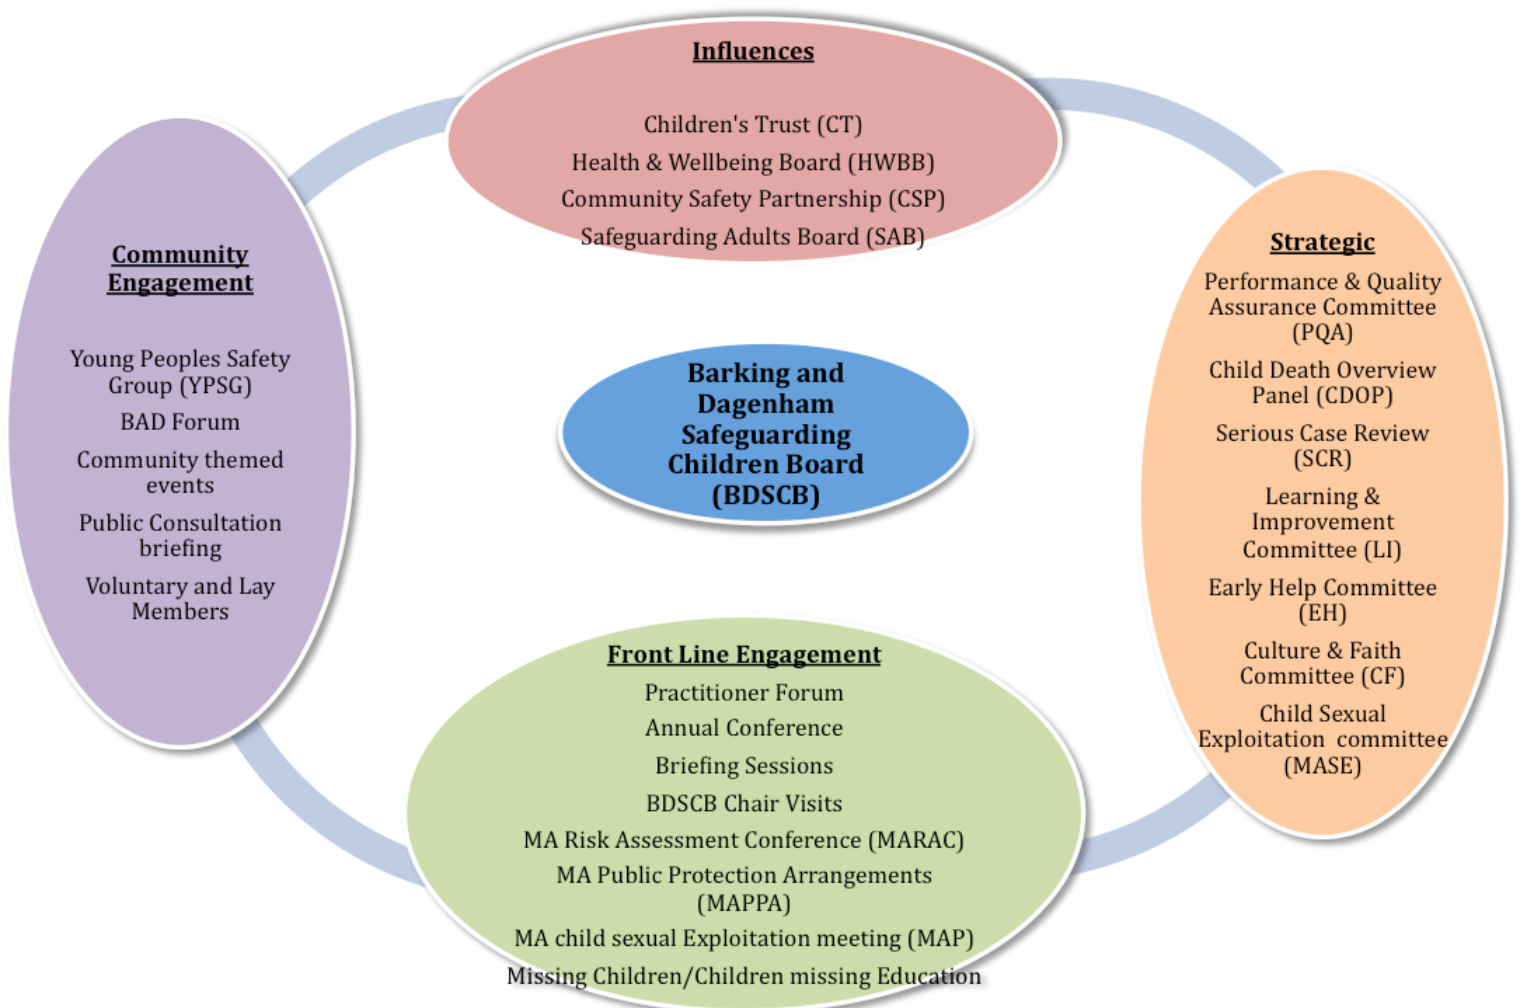 Influences
Children's Trust (CT)
Health & Wellbeing Board (HWBB)
Community Safety Partnership (CSP)
Safeguarding Adults Board (SAB)
Community
Engagement
Young Peoples Safety
Group (YPSG)
BAD Forum
Community themed
events
Public Consultation
briefing
Voluntary and Lay
Members
Barking and
Dagenham
Safeguarding
Children Board
(BDSCB)
Strategic
Performance & Quality
Assurance Committee
(PQA)
Child Death Overview
Panel (CDOP)
Serious Case Review
(SCR)
Learning &
Improvement
Committee (LI)
Early Help Committee
(EH)
Culture & Faith
Committee (CF)
Child Sexual
Exploitation committee
(MASE)
Front Line Engagement
Practitioner Forum
Annual Conference
Briefing Sessions
BDSCB Chair Visits
MA Risk Assessment Conference (MARAC)
MA Public Protection Arrangements
(MAPPA)
MA child sexual Exploitation meeting (MAP)
Missing Children/Children missing Education